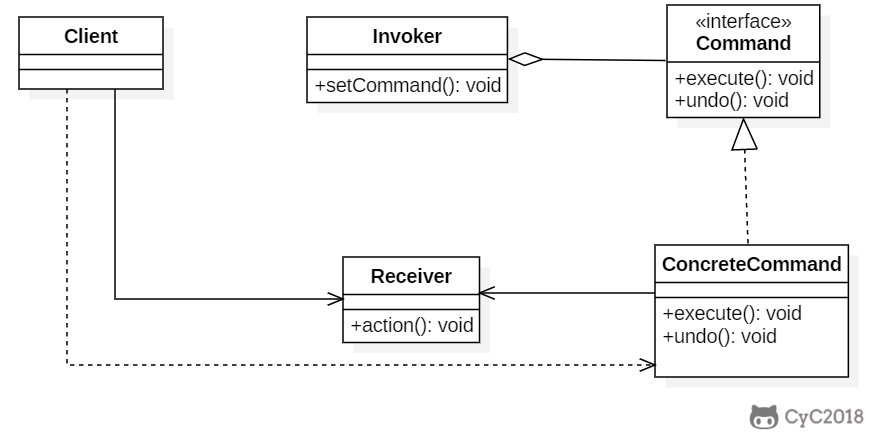 Client
Invoker
+setCommand(): void
«interface»
Command
+execute(): void
+undo(): void
Receiver
+action(): void
ConcreteCommand
+execute(): void
+undo(): void
CyC2018